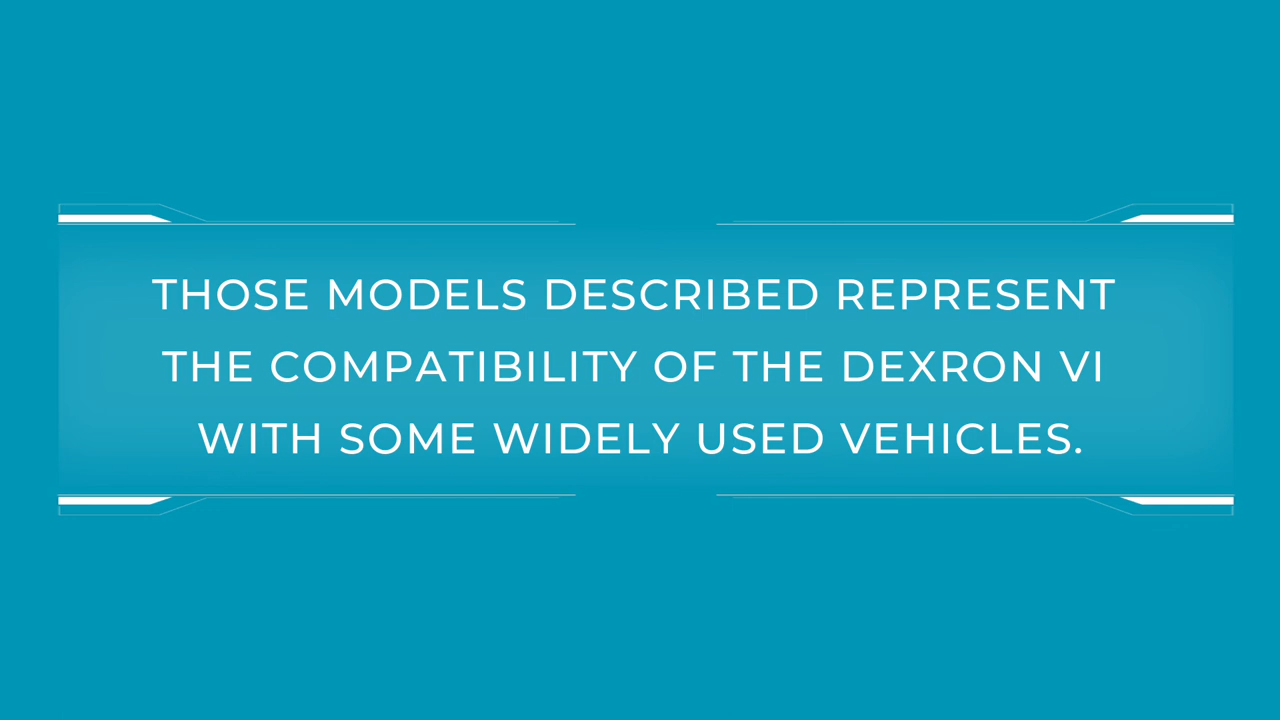 THOSE MODELS DESCRIBED REPRESENT
THE COMPATIBILITY OF THE DEXRON VI
WITH SOME WIDELY USED VEHICLES.